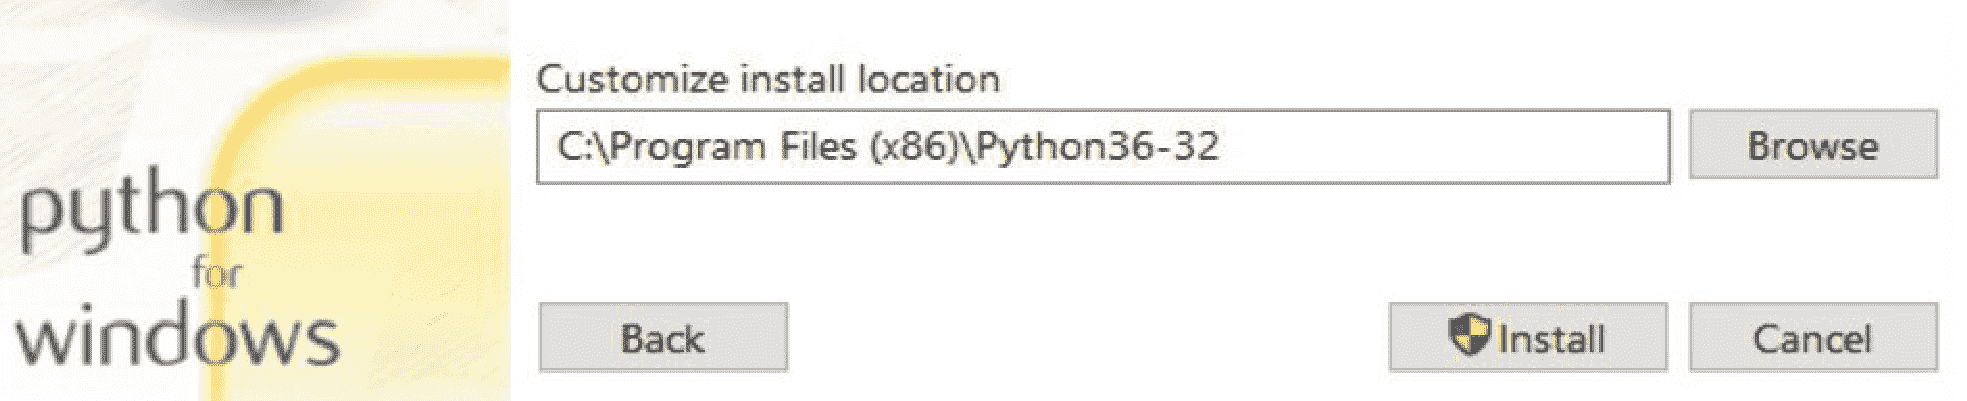 Customize install location
C:\Program Files (x86)\Python36-32
Browse
python
for
windows
Back
Install
Cancel